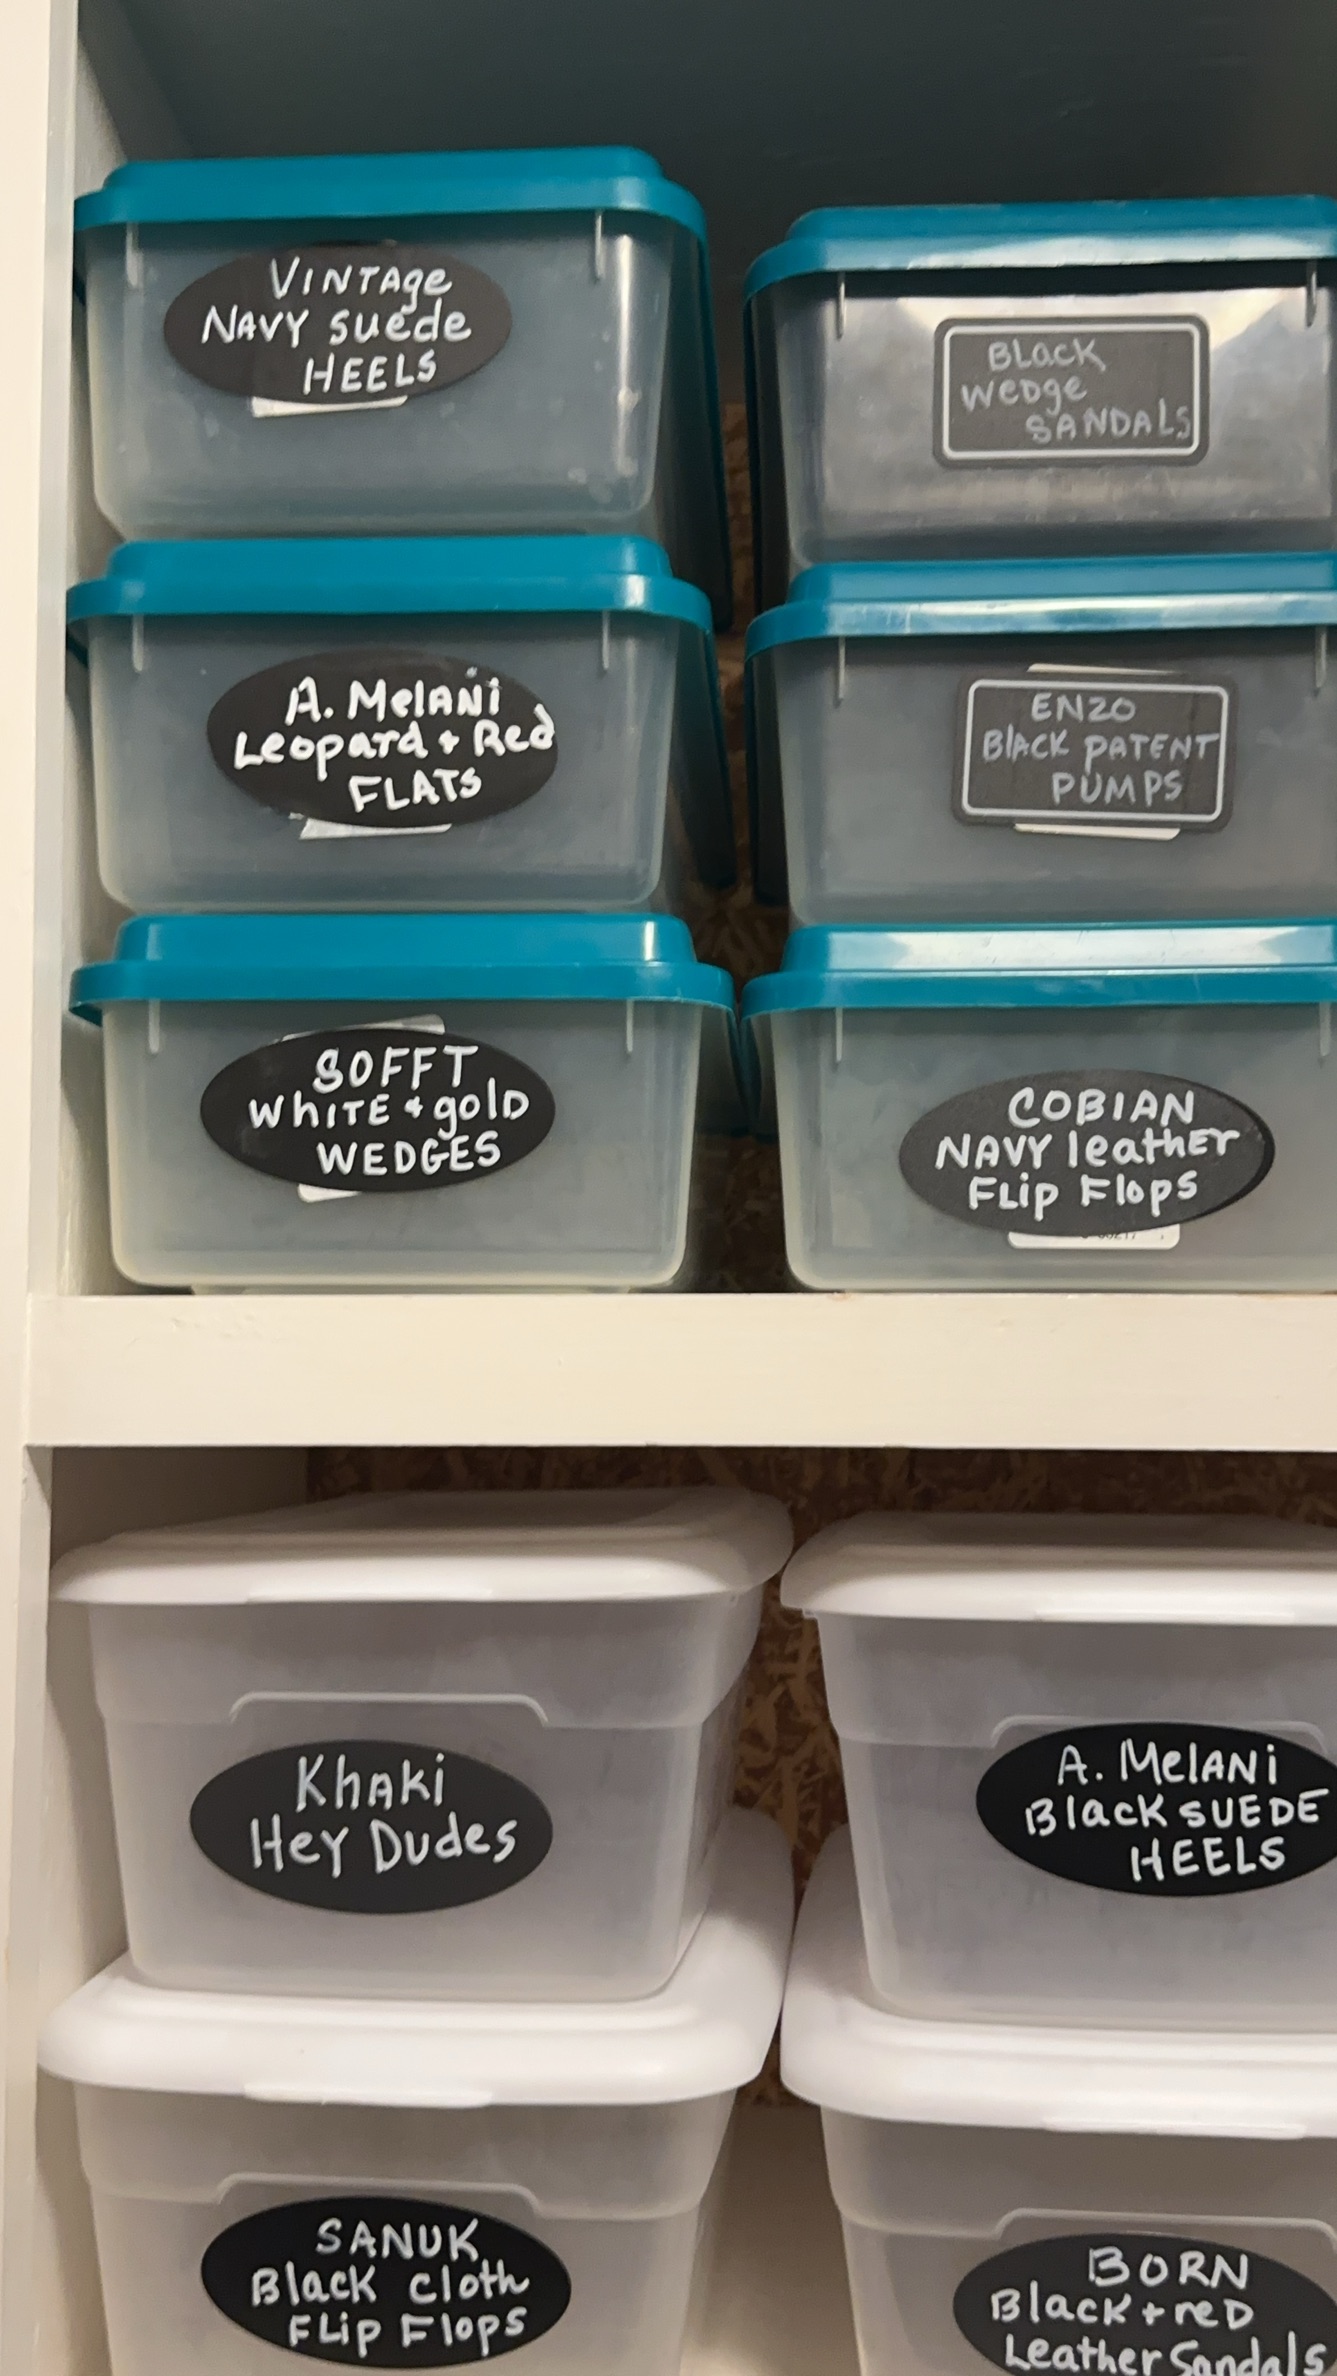 VINTAge
NAVY suede
HEELS
BLack
wedge
SANDALS
A. MelANi
Leopard + Red
FLATS
ENZO
BlACK PATENT
PUMPS
SOFFT
WhITE + gold
WEDGES
COBIAN
NAVY leather
FLip Flops
Khaki
Hey Dudes
A. MelANi
Black SUEDE
HEELS
SANUK
Black cloth
FLip Flops
BORN
Black + reD
Leather Sandals